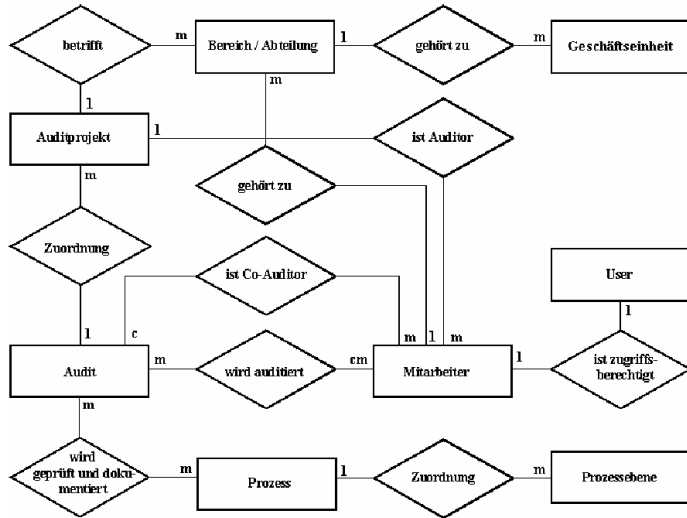 betrifft
m
Bereich / Abteilung
1
gehört zu
m
Geschäftseinheit
1
m
Auditprojekt
1
ist Auditor
m
gehört zu
Zuordnung
ist Co-Auditor
User
1
c
m
1
m
1
Audit
m
wird auditiert
cm
Mitarbeiter
1
ist zugriffs-
berechtigt
m
wird
geprüft und doku-
mentiert
m
Prozess
1
Zuordnung
m
Prozessebene